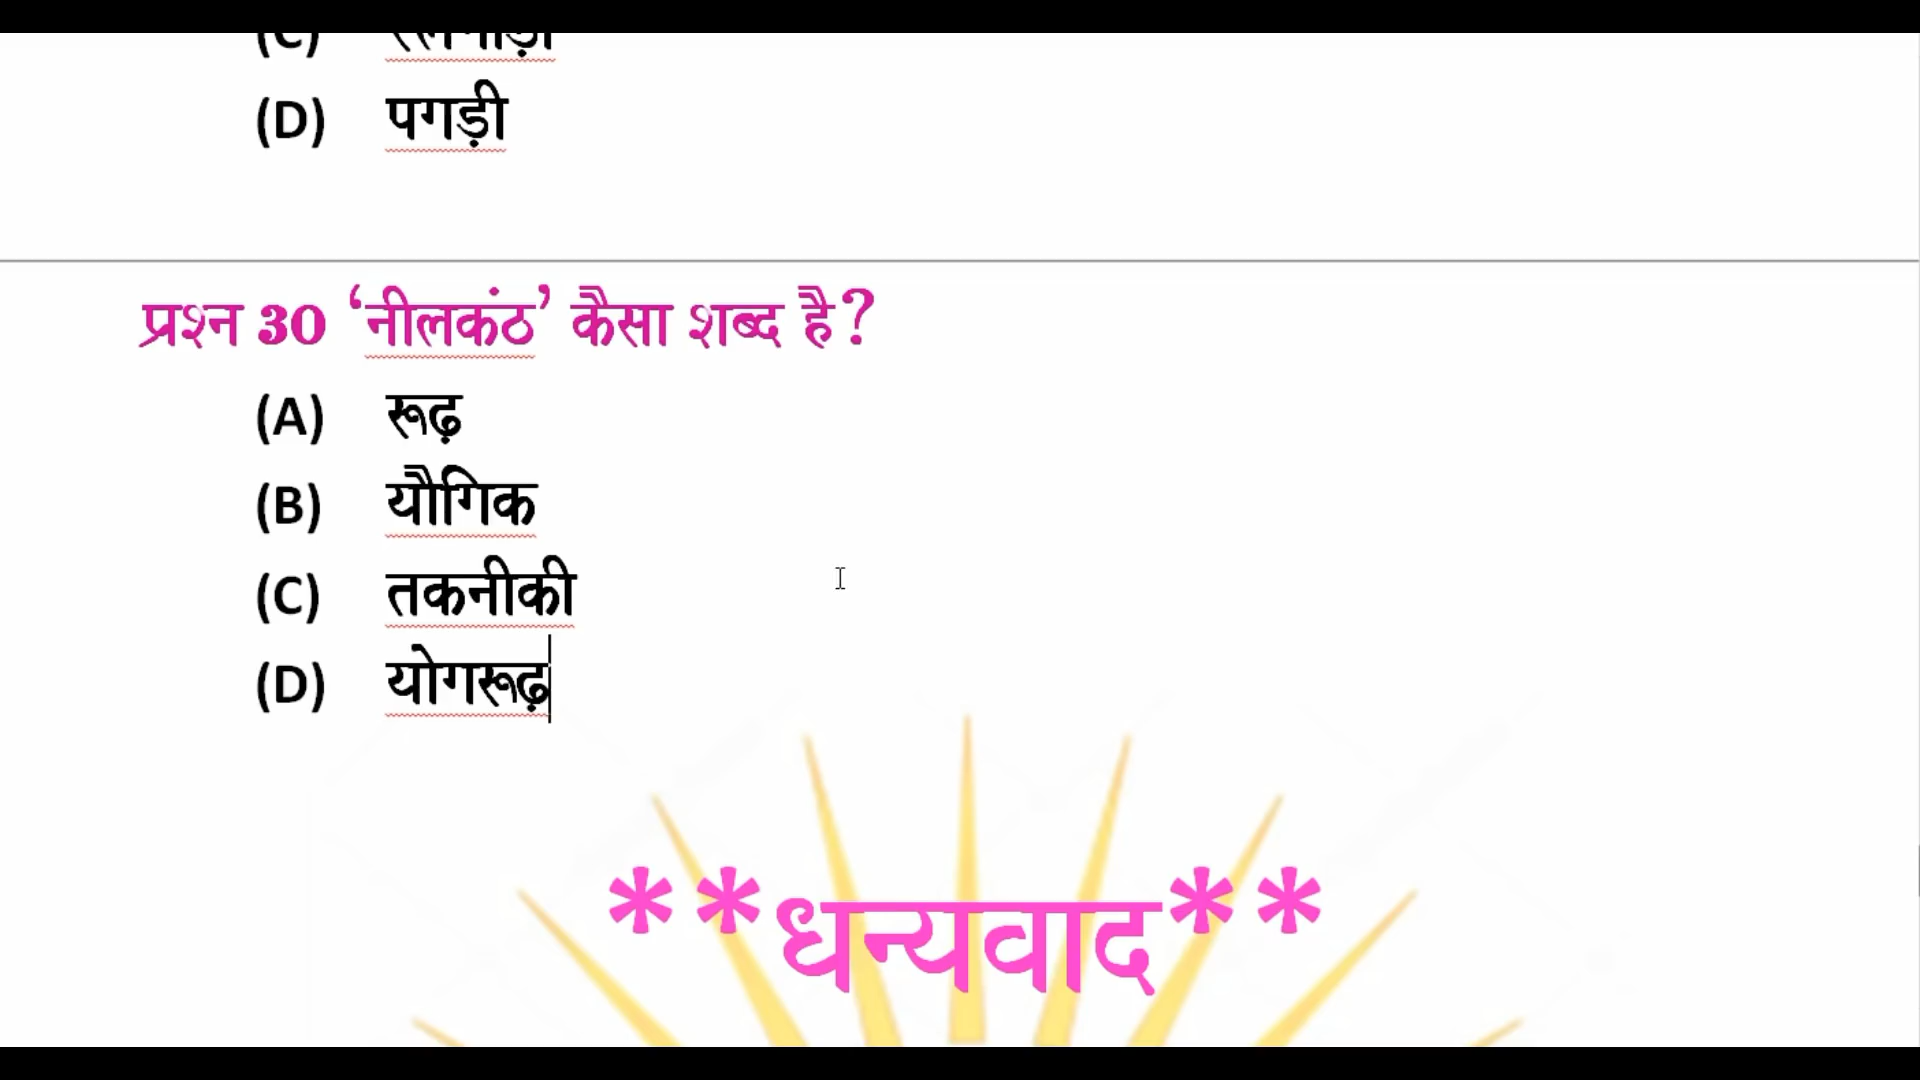 (C)
(D) पगड़ी
प्रश्न 30 ‘नीलकंठ’ कैसा शब्द है?
(A) रूढ़
(B) यौगिक
(C) तकनीकी
(D) योगरूढ़
**धन्यवाद**